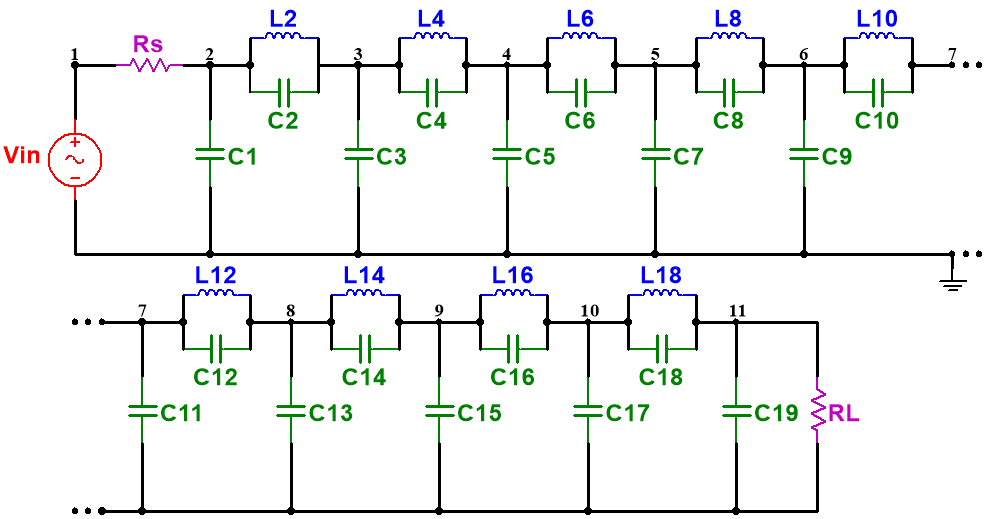 L2 L4 L6 L8 L10
1 Rs 2 3 4 5 6 7
C2 C4 C6 C8 C10
Vin C1 C3 C5 C7 C9
L12 L14 L16 L18
7 8 9 10 11
C12 C14 C16 C18
C11 C13 C15 C17 C19 RL